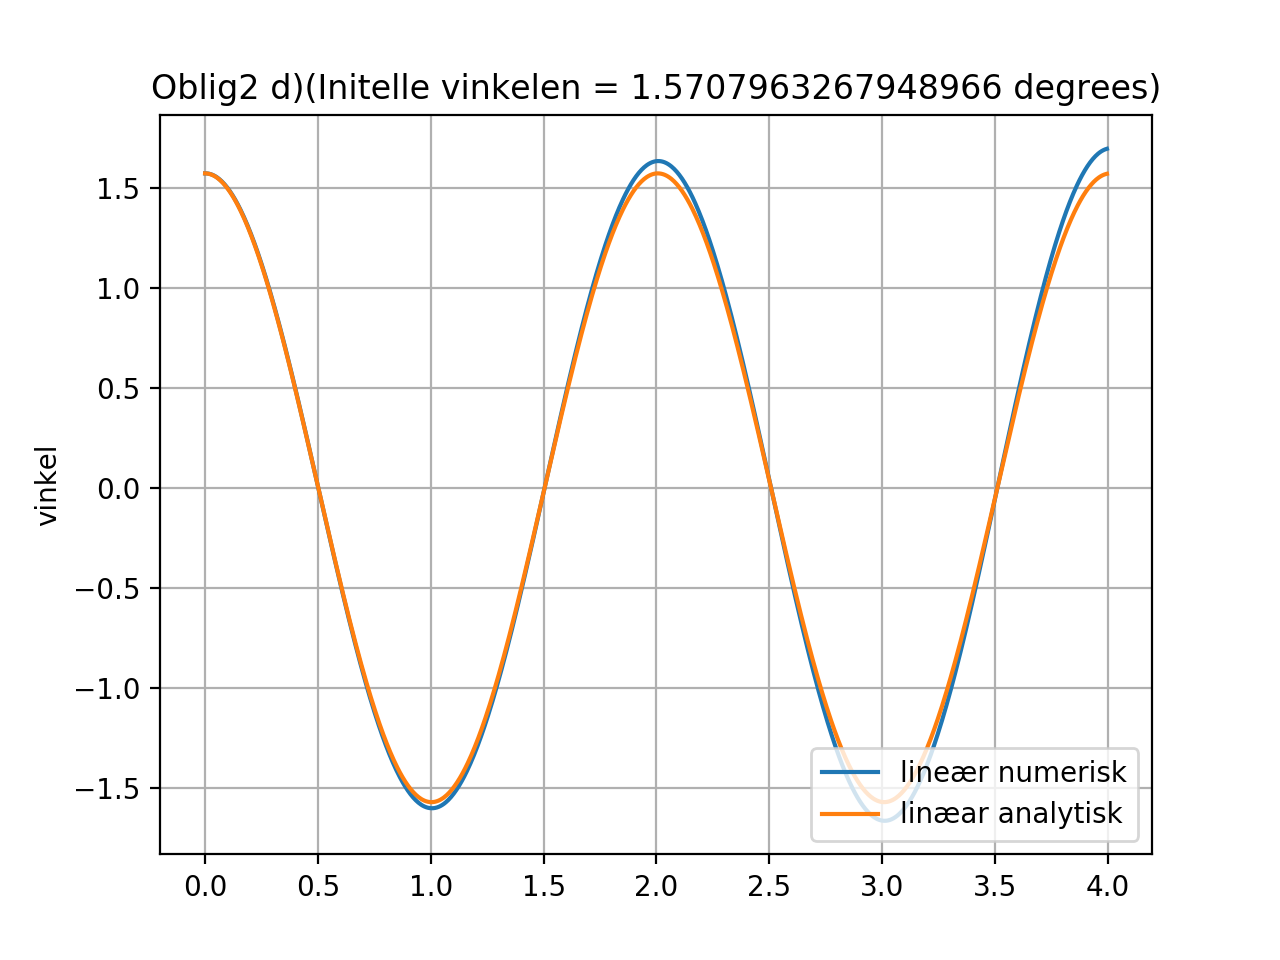 Oblig2 d)(Initelle vinkelen = 1.5707963267948966 degrees)
vinkel
1.5
1.0
0.5
0.0
−0.5
−1.0
−1.5
lineær numerisk
linæar analytisk
0.0 0.5 1.0 1.5 2.0 2.5 3.0 3.5 4.0